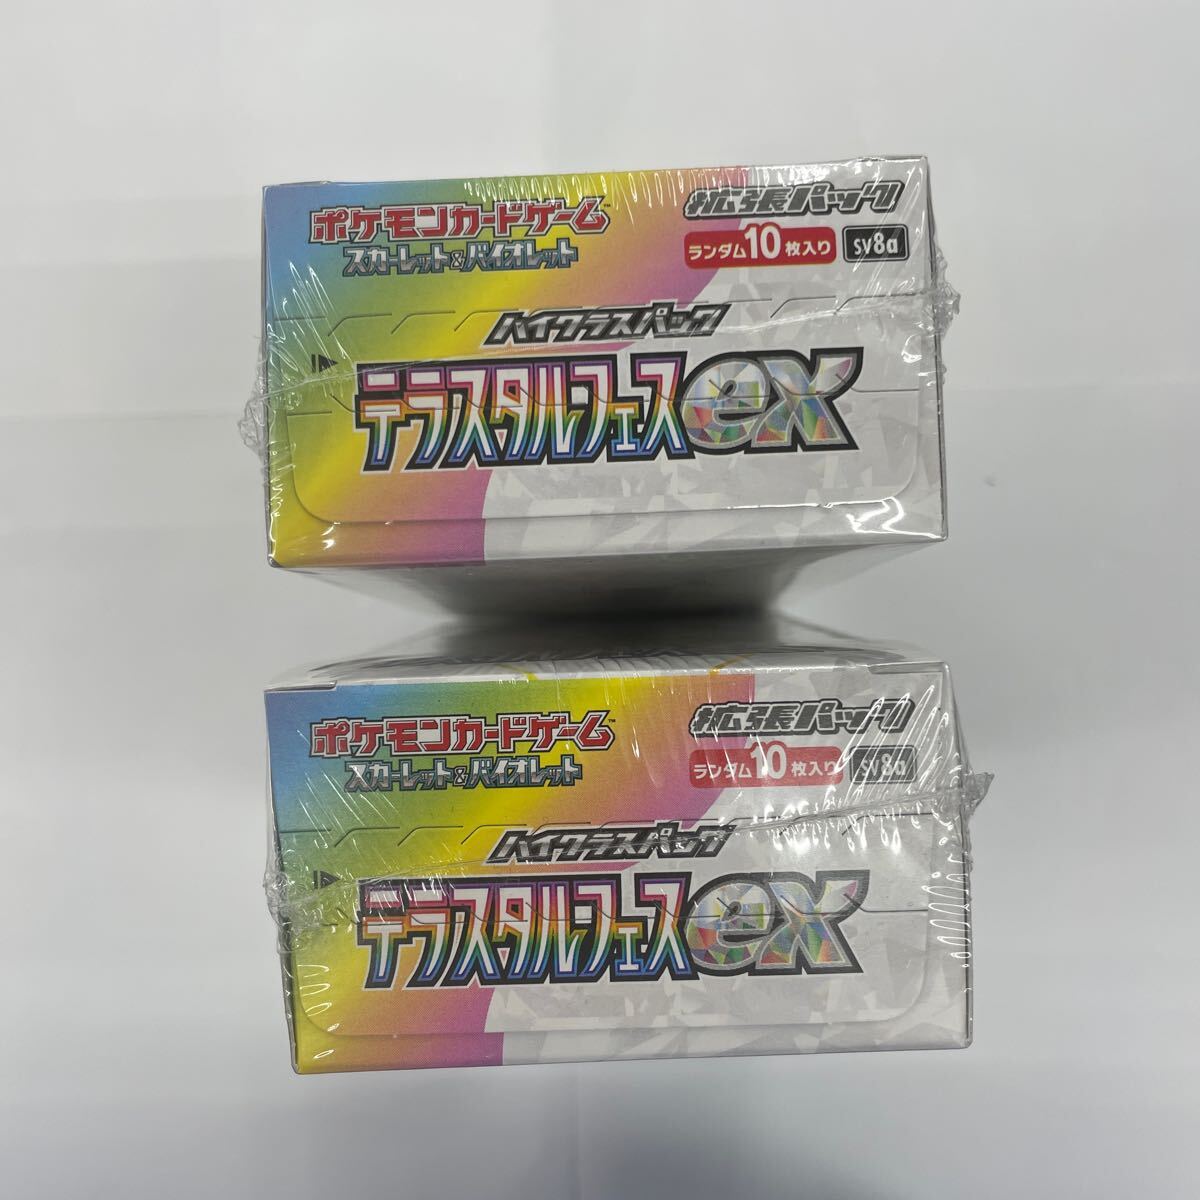 ポケモンカードゲーム™
スカーレット&バイオレット
拡張パック
ランダム10枚入り SV8a
ハイクラスパック
テラスタルフェスex
ポケモンカードゲーム™
スカーレット&バイオレット
拡張パック
ランダム10枚入り SV8a
ハイクラスパック
テラスタルフェスex